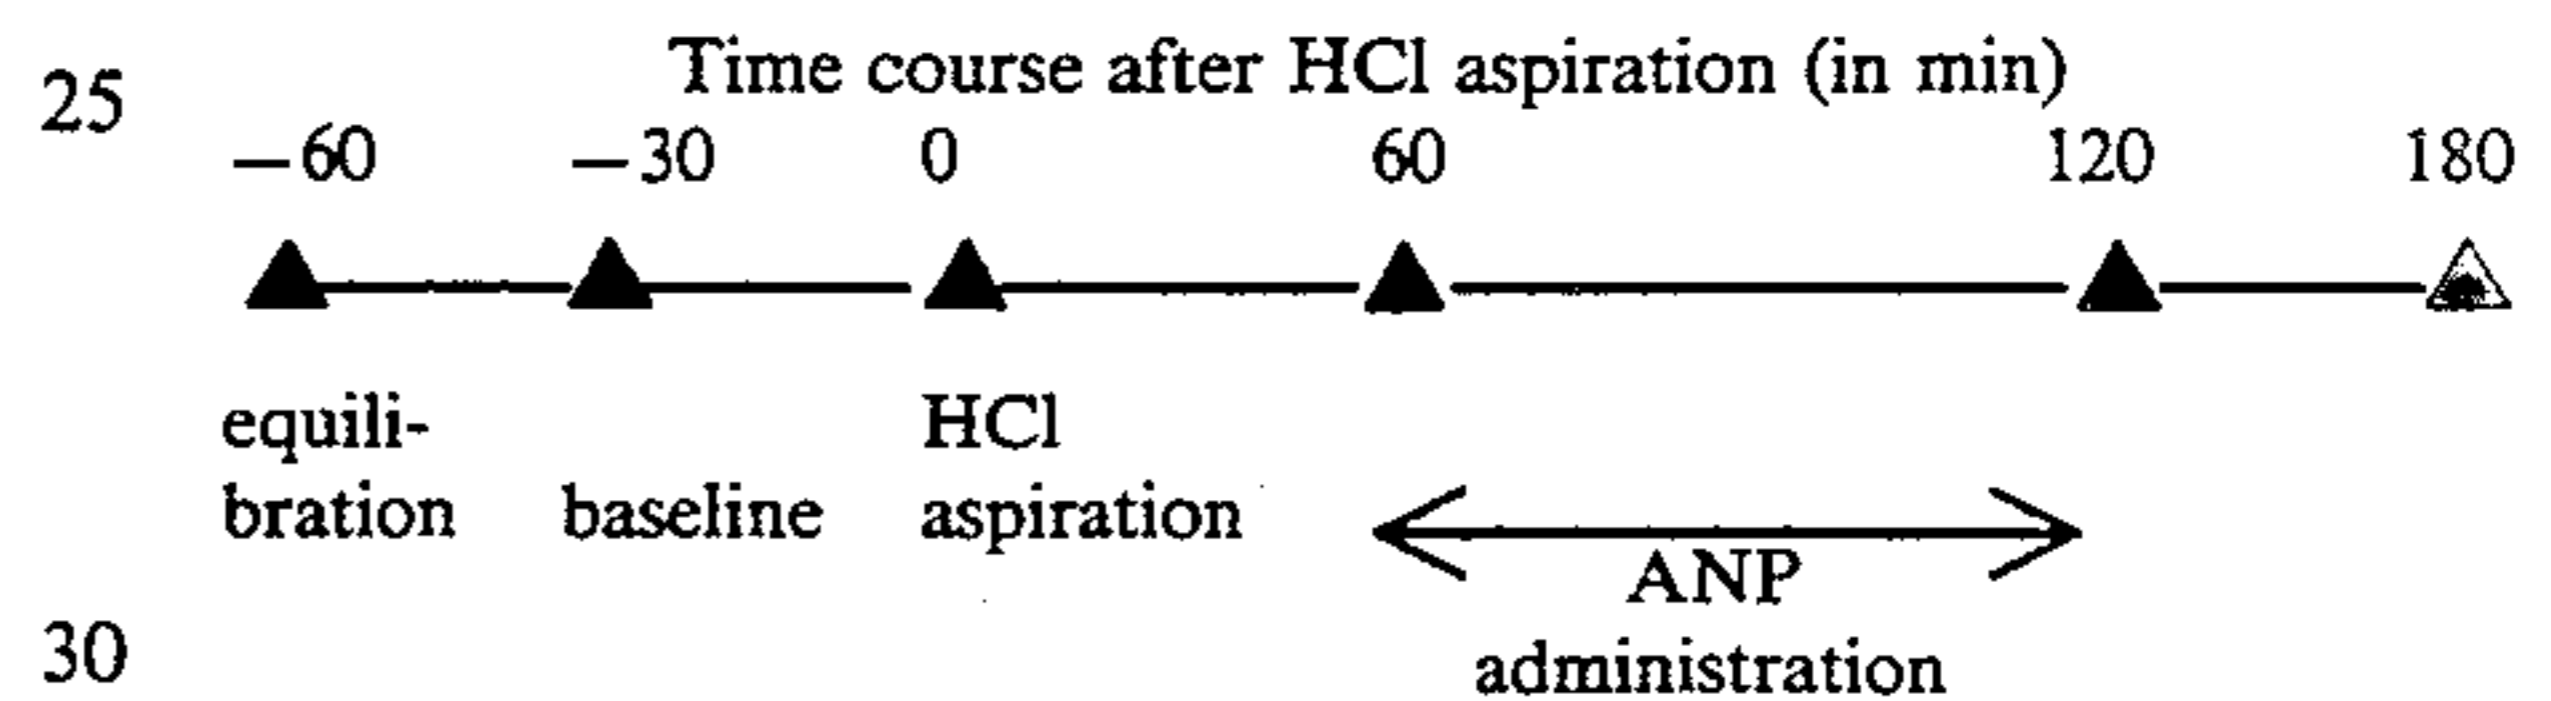 25 Time course after HCl aspiration (in min)
—60 —30 0 60 120 180
equili- HCl
bration baseline aspiration
ANP
30 administration